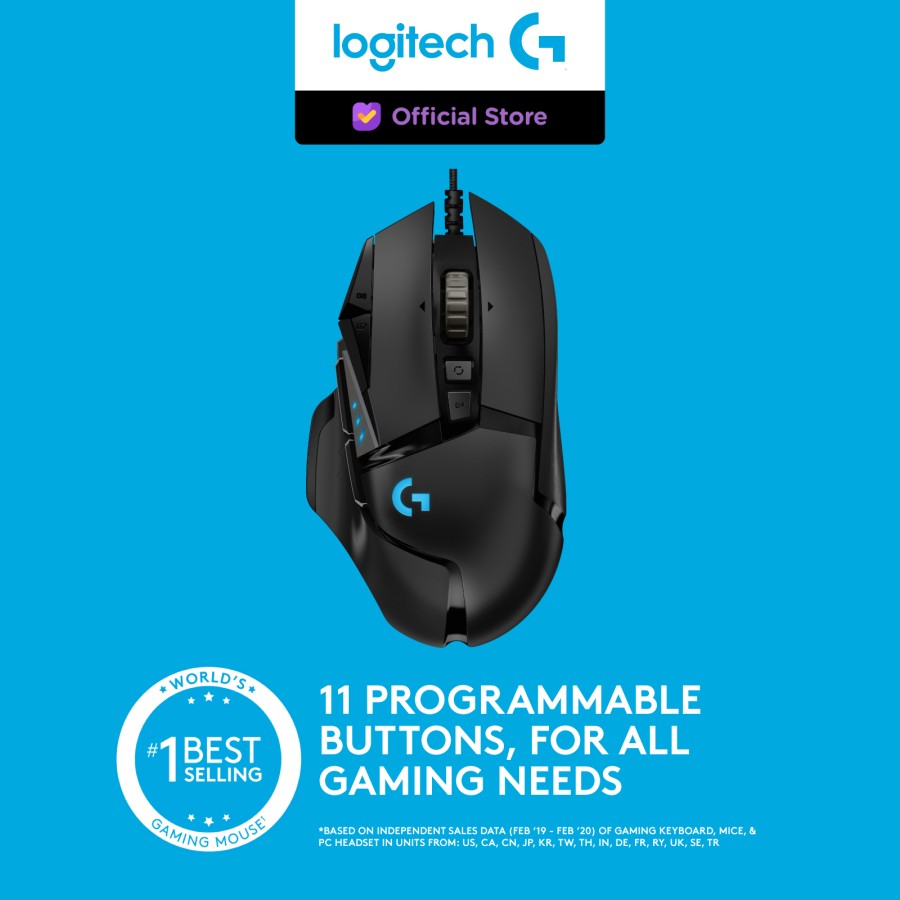 logitech G
Official Store
G
WORLD'S
#1 BEST
SELLING
GAMING MOUSE¹
11 PROGRAMMABLE
BUTTONS, FOR ALL
GAMING NEEDS
*BASED ON INDEPENDENT SALES DATA (FEB '19 - FEB '20) OF GAMING KEYBOARD, MICE, &
PC HEADSET IN UNITS FROM: US, CA, CN, JP, KR, TW, TH, IN, DE, FR, RY, UK, SE, TR